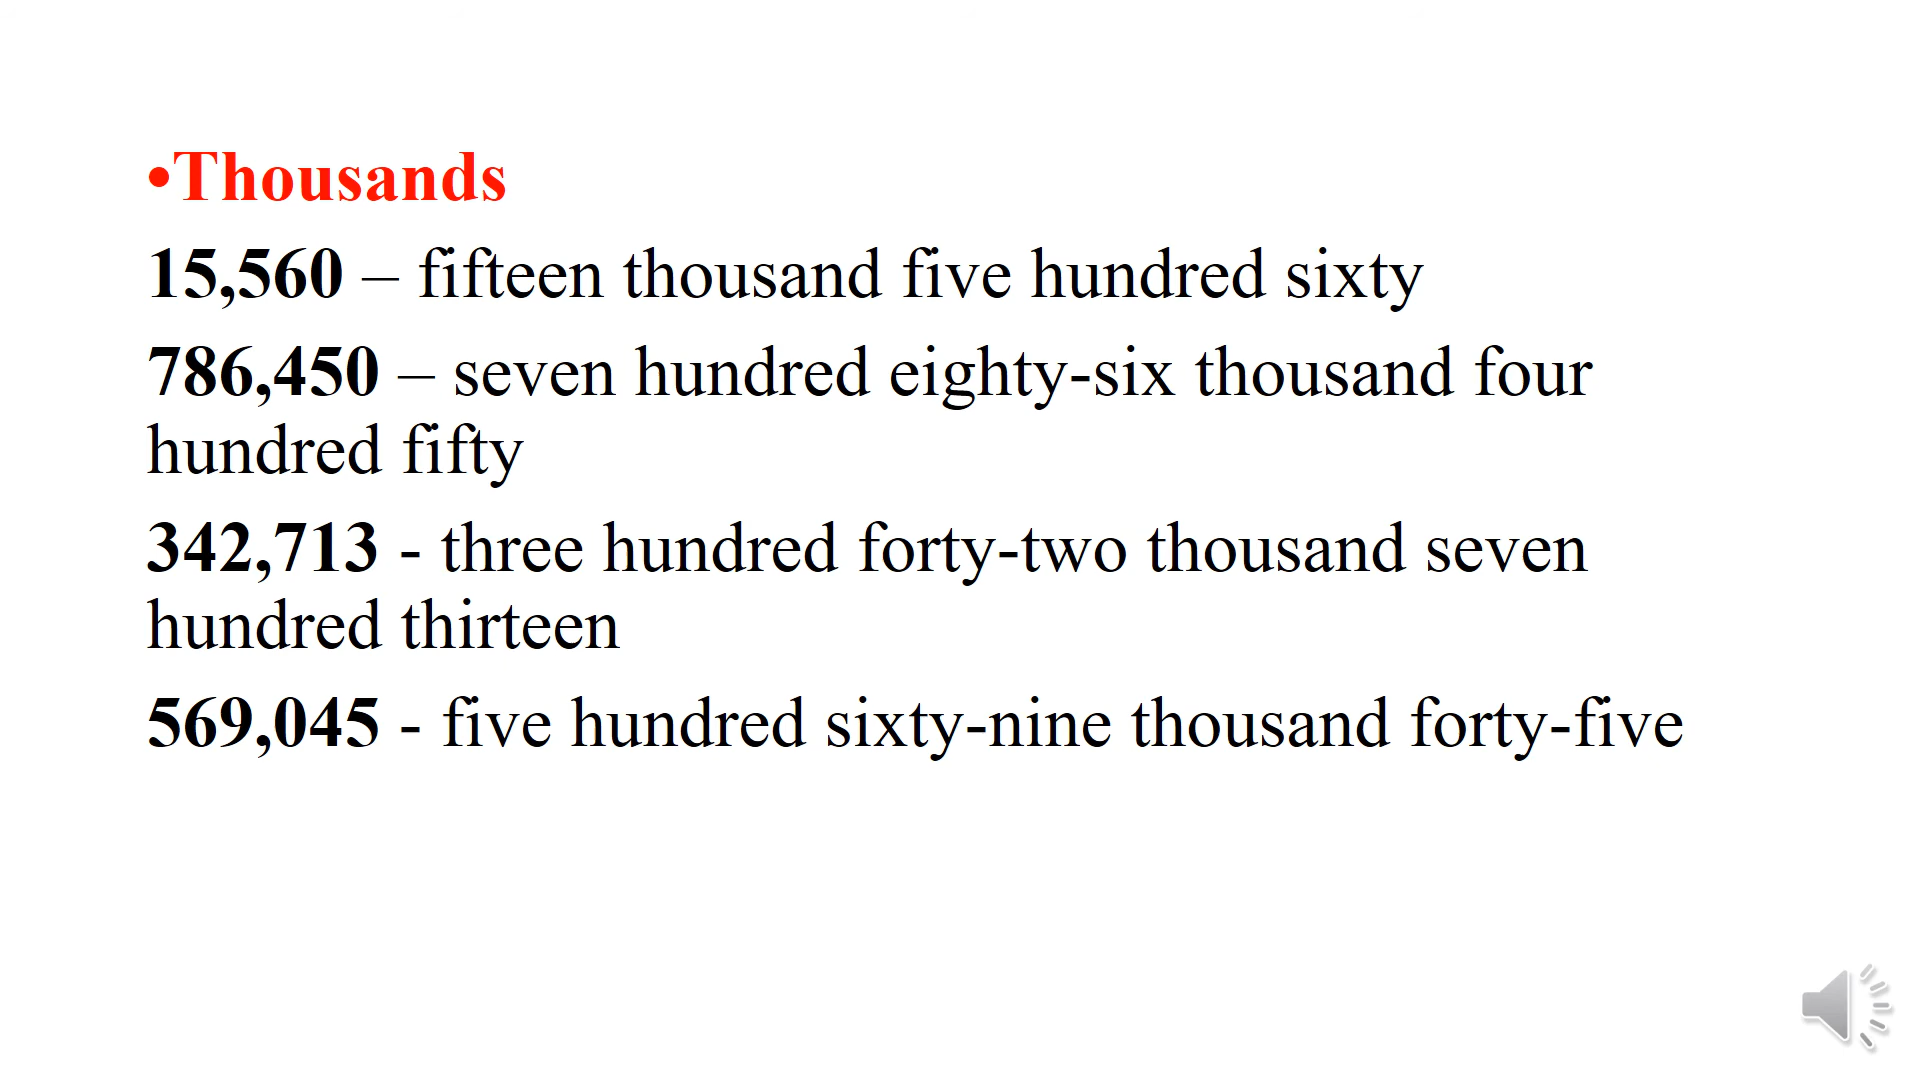 •Thousands
15,560 – fifteen thousand five hundred sixty
786,450 – seven hundred eighty-six thousand four
hundred fifty
342,713 - three hundred forty-two thousand seven
hundred thirteen
569,045 - five hundred sixty-nine thousand forty-five